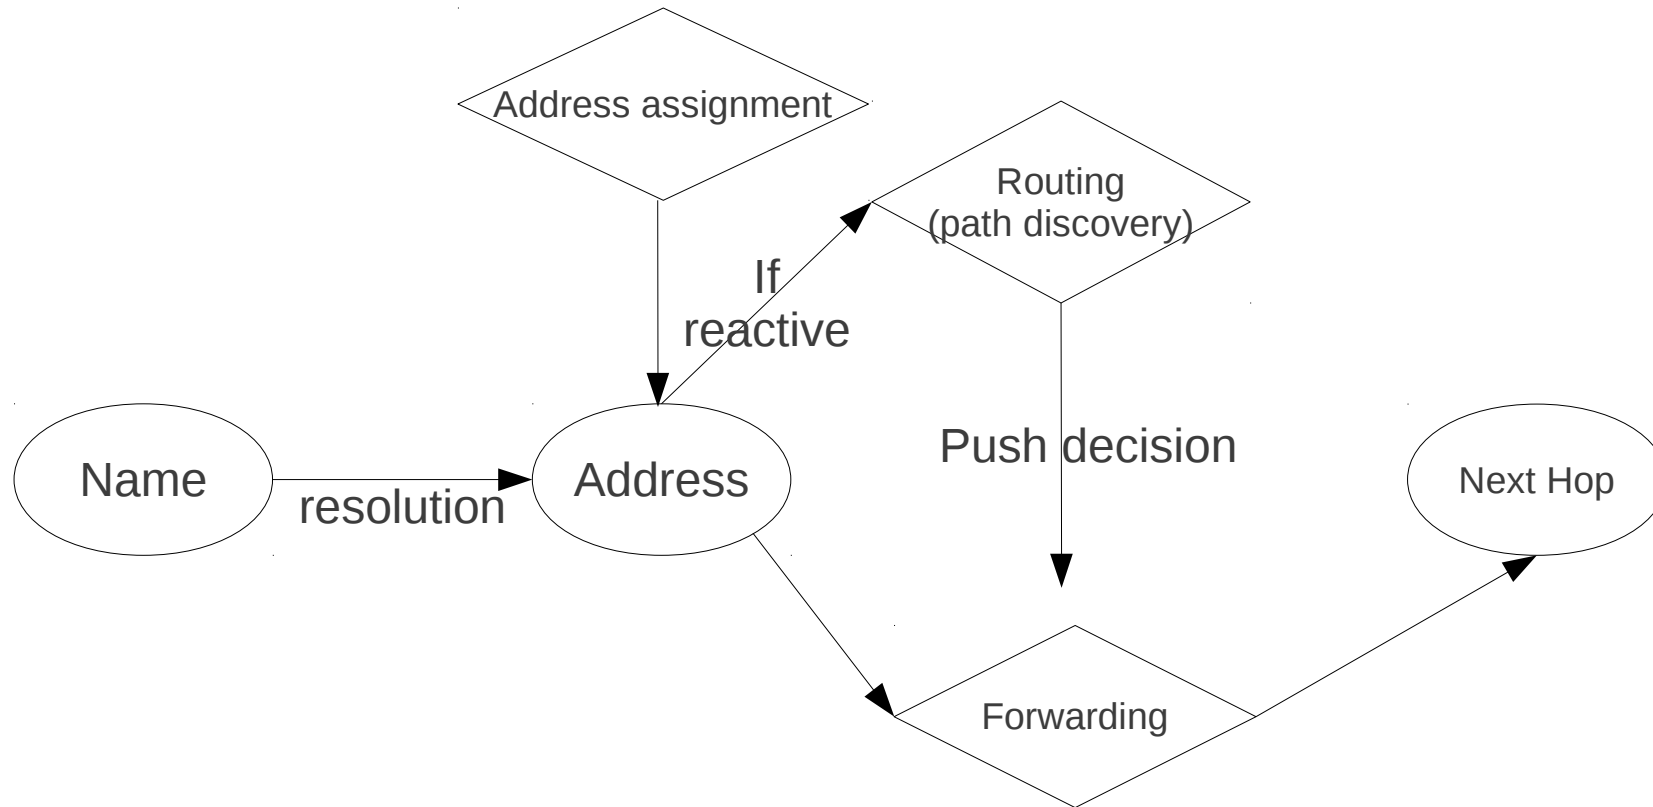 Address assignment
Routing
(path discovery)
If
reactive
Push decision
Name
resolution
Address
Next Hop
Forwarding